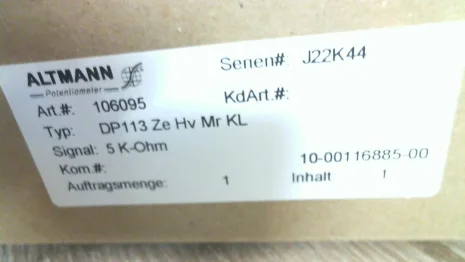 ALTMANN
Potentiometer
Serien# J22K44
Art.#: 106095
KdArt.#:
Typ: DP113 Ze Hv Mr KL
Signal: 5 K-Ohm
Kom.#:
10-00116885-00
Auftragsmenge: 1 Inhalt 1